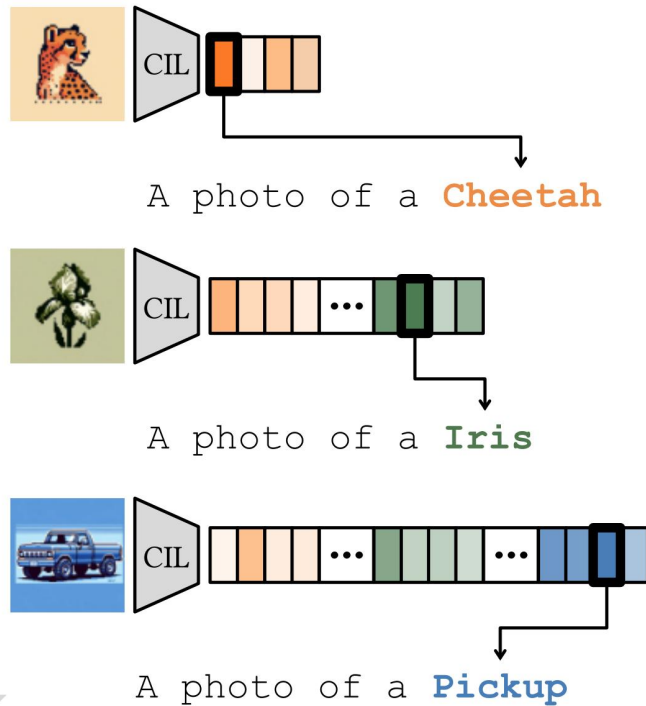 CIL
A photo of a Cheetah
CIL
•••
A photo of a Iris
CIL
•••
•••
A photo of a Pickup